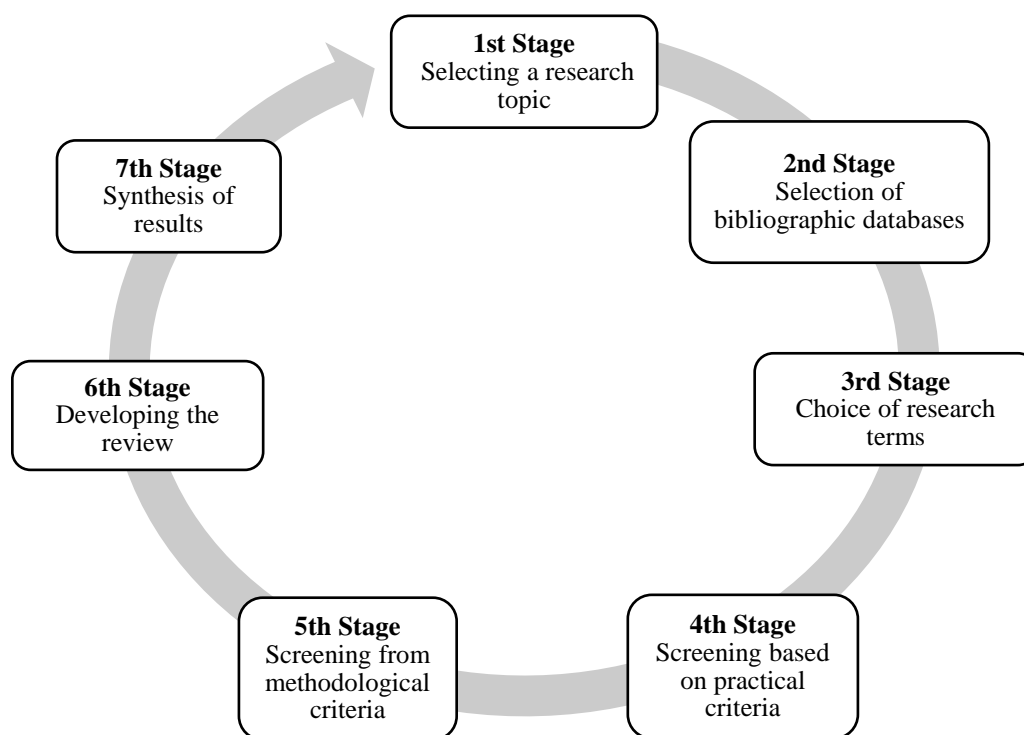 1st Stage
Selecting a research
topic
2nd Stage
Selection of
bibliographic databases
3rd Stage
Choice of research
terms
4th Stage
Screening based
on practical
criteria
5th Stage
Screening from
methodological
criteria
6th Stage
Developing the
review
7th Stage
Synthesis of
results